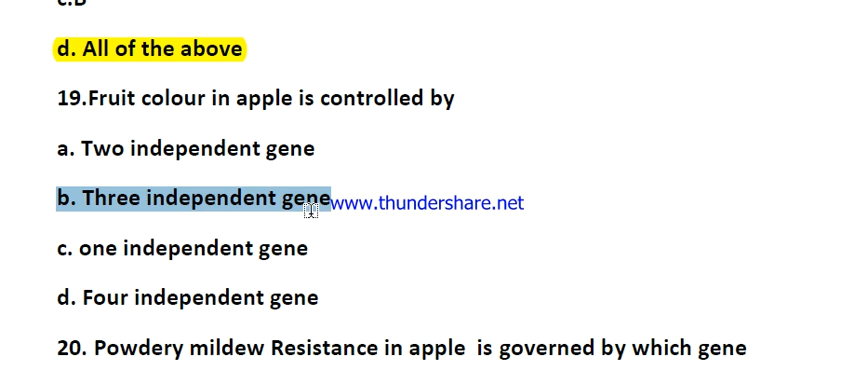 d. All of the above
19.Fruit colour in apple is controlled by
a. Two independent gene
b. Three independent gene www.thundershare.net
c. one independent gene
d. Four independent gene
20. Powdery mildew Resistance in apple is governed by which gene